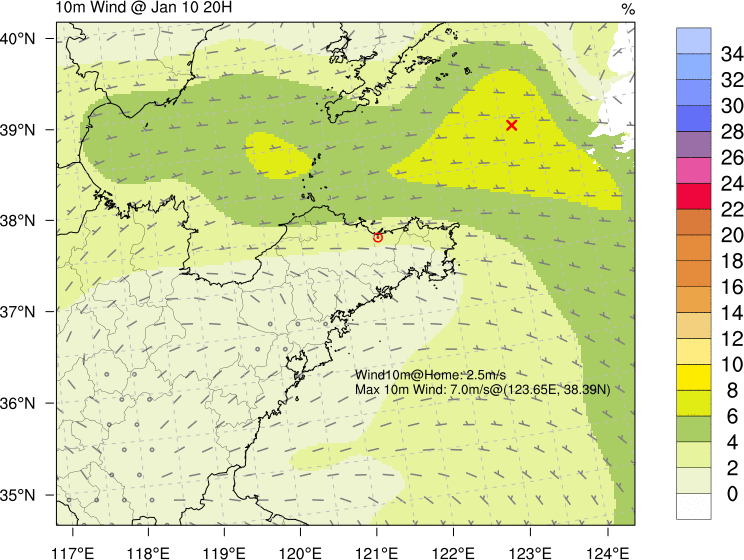 10m Wind @ Jan 10 20H
%
40°N
39°N
38°N
37°N
36°N
35°N
Wind10m@Home: 2.5m/s
Max 10m Wind: 7.0m/s@(123.65E, 38.39N)
117°E 118°E 119°E 120°E 121°E 122°E 123°E 124°E
34
32
30
28
26
24
22
20
18
16
14
12
10
8
6
4
2
0